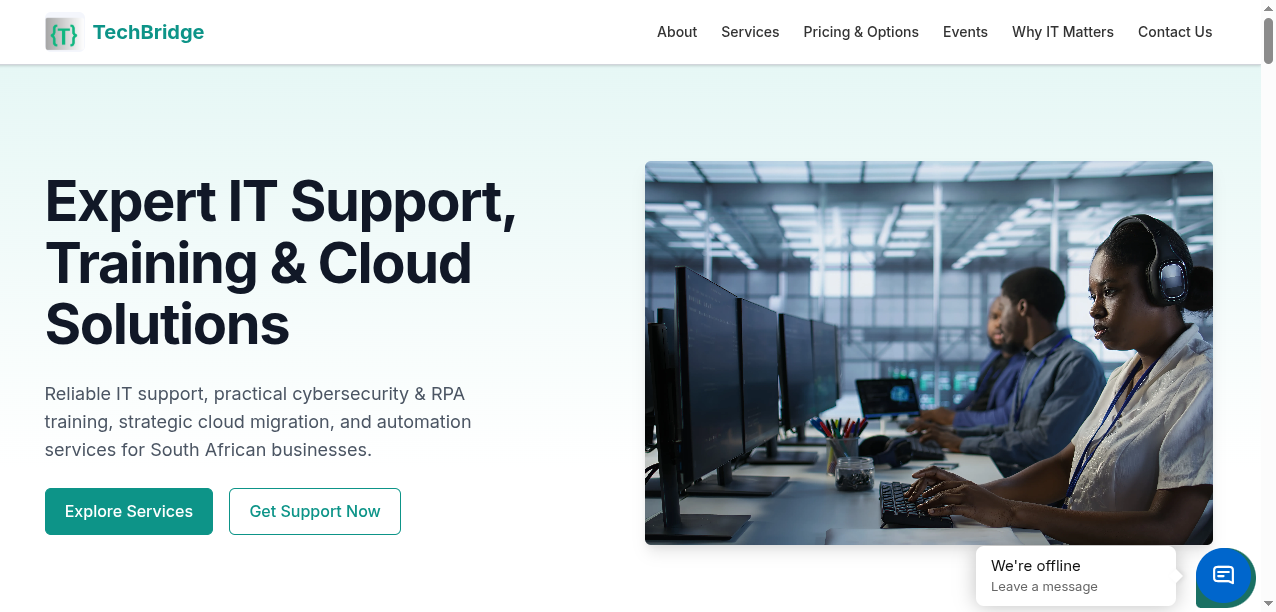 {T} TechBridge
About Services Pricing & Options Events Why IT Matters Contact Us
Expert IT Support,
Training & Cloud
Solutions
Reliable IT support, practical cybersecurity & RPA
training, strategic cloud migration, and automation
services for South African businesses.
Explore Services Get Support Now
We're offline
Leave a message